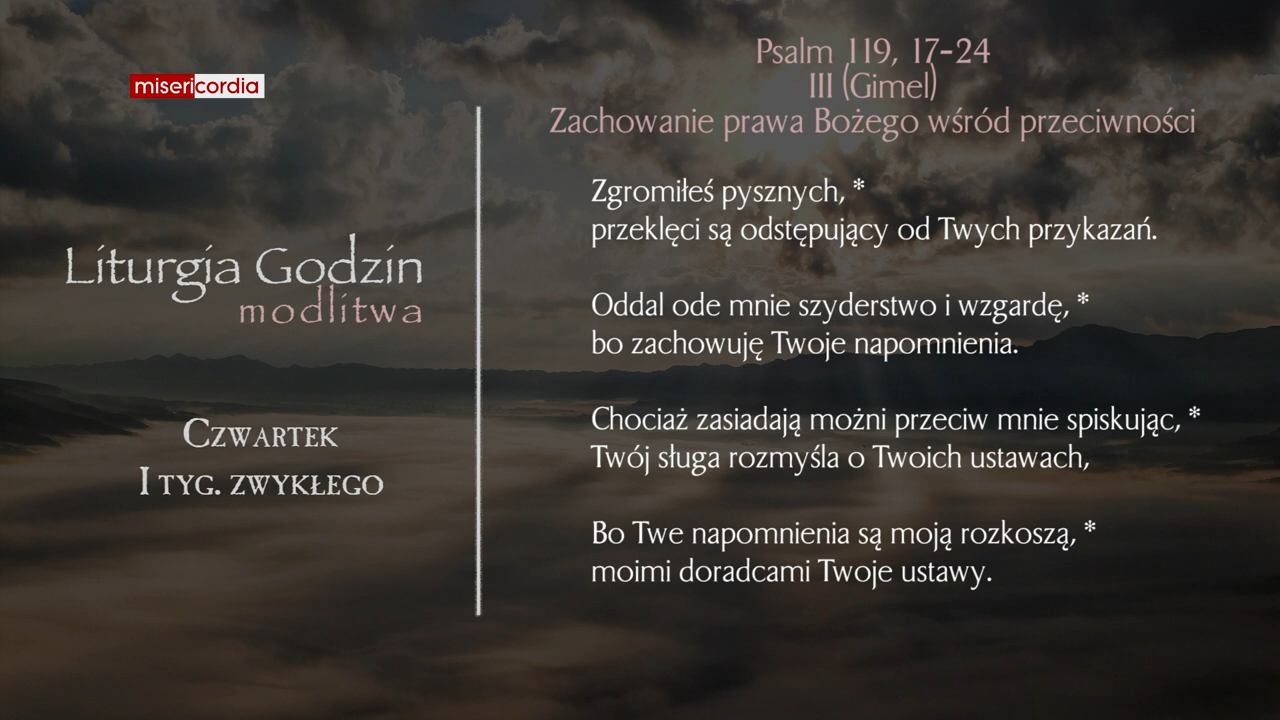 misericordia
Liturgia Godzin
modlitwa
Czwartek
I tyg. zwykłego
Psalm 119, 17-24
III (Gimel)
Zachowanie prawa Bożego wśród przeciwności
Zgromiłeś pysznych, *
przeklęci są odstępujący od Twych przykazań.
Oddal ode mnie szyderstwo i wzgardę, *
bo zachowuję Twoje napomnienia.
Chociaż zasiadają możni przeciw mnie spiskując, *
Twój sługa rozmyśla o Twoich ustawach,
Bo Twe napomnienia są moją rozkoszą, *
moimi doradcami Twoje ustawy.